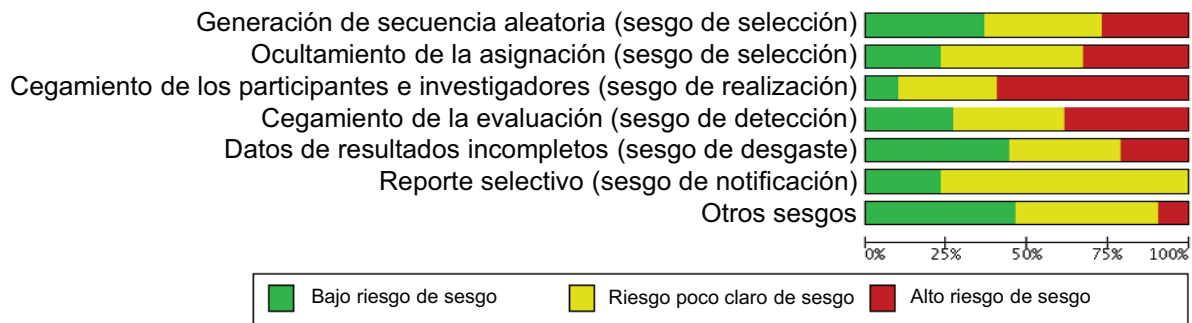 Generación de secuencia aleatoria (sesgo de selección)
Ocultamiento de la asignación (sesgo de selección)
Cegamiento de los participantes e investigadores (sesgo de realización)
Cegamiento de la evaluación (sesgo de detección)
Datos de resultados incompletos (sesgo de desgaste)
Reporte selectivo (sesgo de notificación)
Otros sesgos
0% 25% 50% 75% 100%
Bajo riesgo de sesgo Riesgo poco claro de sesgo Alto riesgo de sesgo